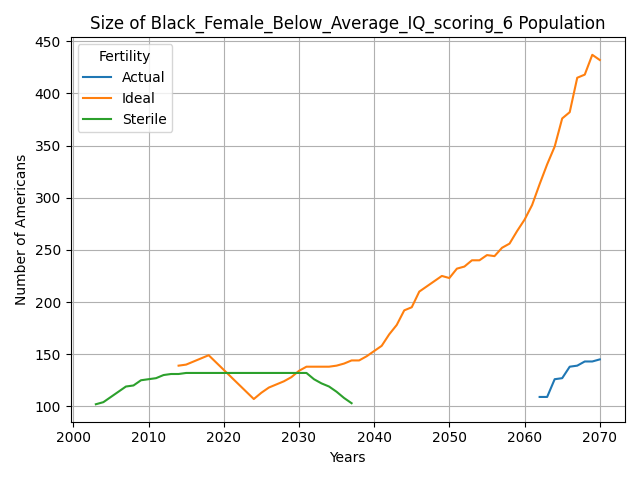 Size of Black_Female_Below_Average_IQ_scoring_6 Population
450
400
350
300
250
200
150
100
Number of Americans
Fertility
Actual
Ideal
Sterile
2000 2010 2020 2030 2040 2050 2060 2070
Years